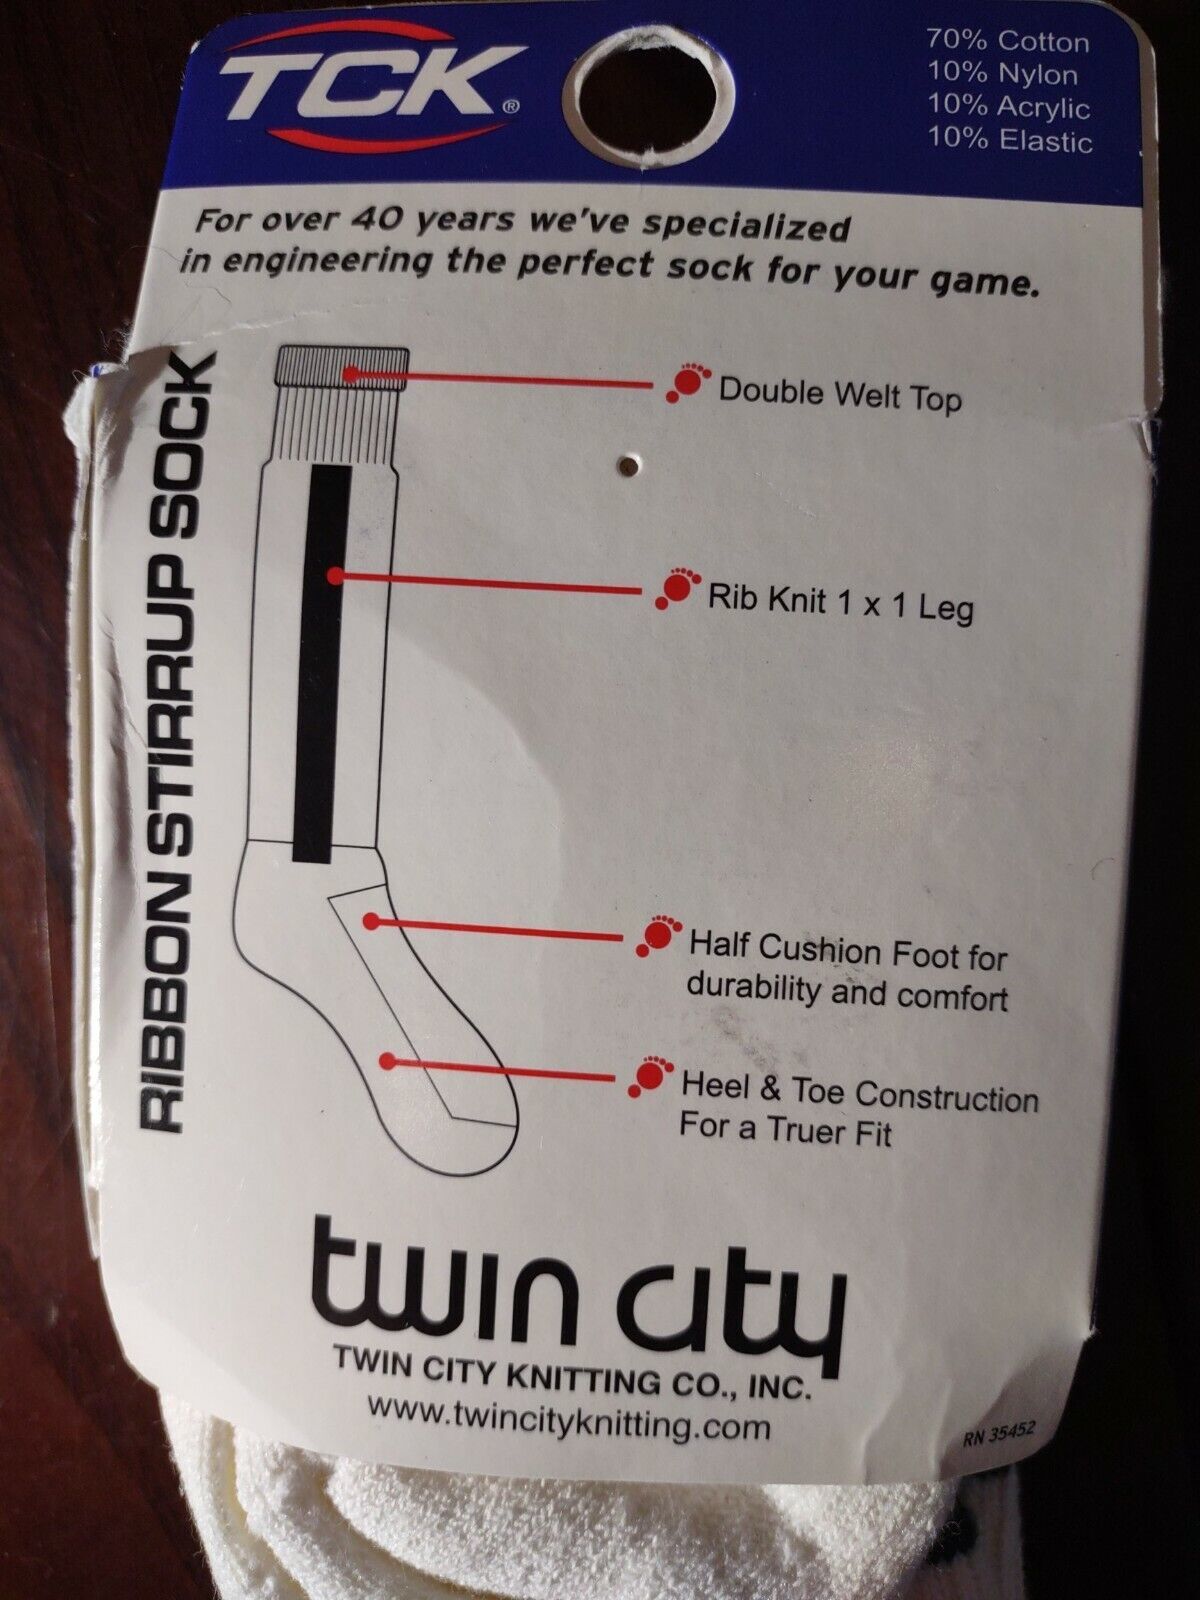 TCK®
70% Cotton
10% Nylon
10% Acrylic
10% Elastic
For over 40 years we've specialized
in engineering the perfect sock for your game.
RIBBON STIRRUP SOCK
Double Welt Top
Rib Knit 1 x 1 Leg
Half Cushion Foot for
durability and comfort
Heel & Toe Construction
For a Truer Fit
twin city
TWIN CITY KNITTING CO., INC.
www.twincityknitting.com
RN 35452